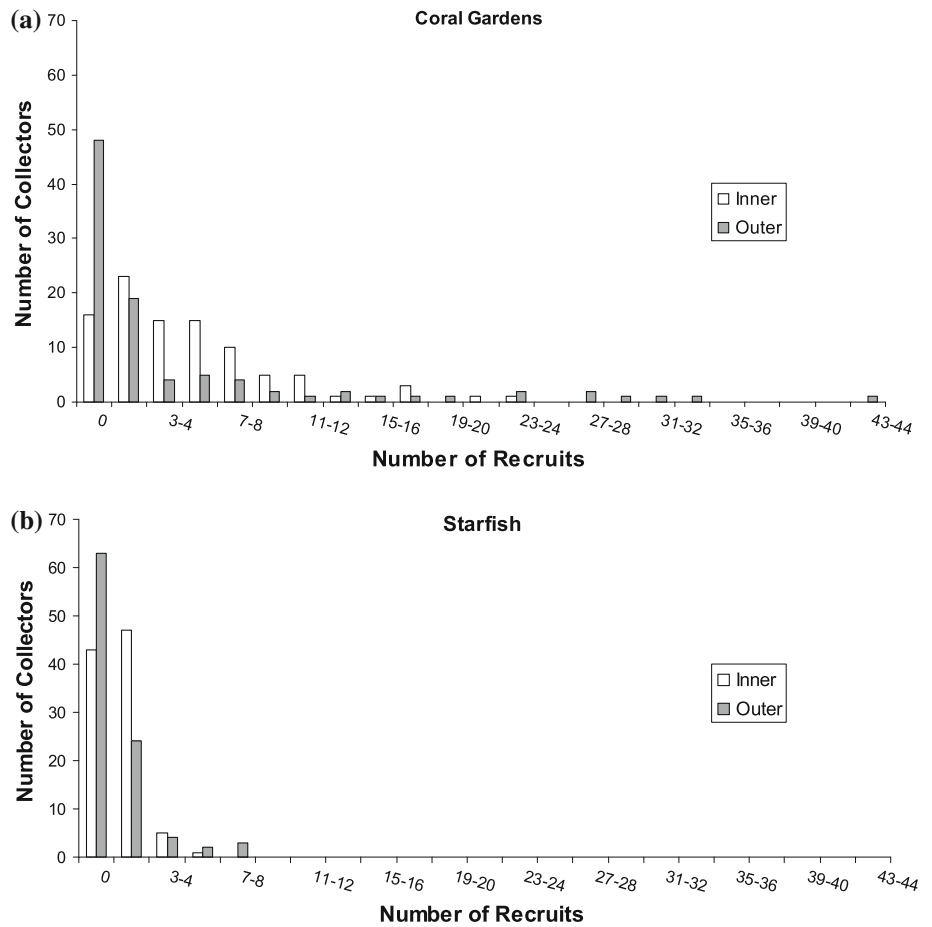 (a)
Coral Gardens
70
60
50
40
30
20
10
0
Number of Collectors
Inner
Outer
0 3-4 7-8 11-12 15-16 19-20 23-24 27-28 31-32 35-36 39-40 43-44
Number of Recruits
(b)
Starfish
70
60
50
40
30
20
10
0
Number of Collectors
Inner
Outer
0 3-4 7-8 11-12 15-16 19-20 23-24 27-28 31-32 35-36 39-40 43-44
Number of Recruits